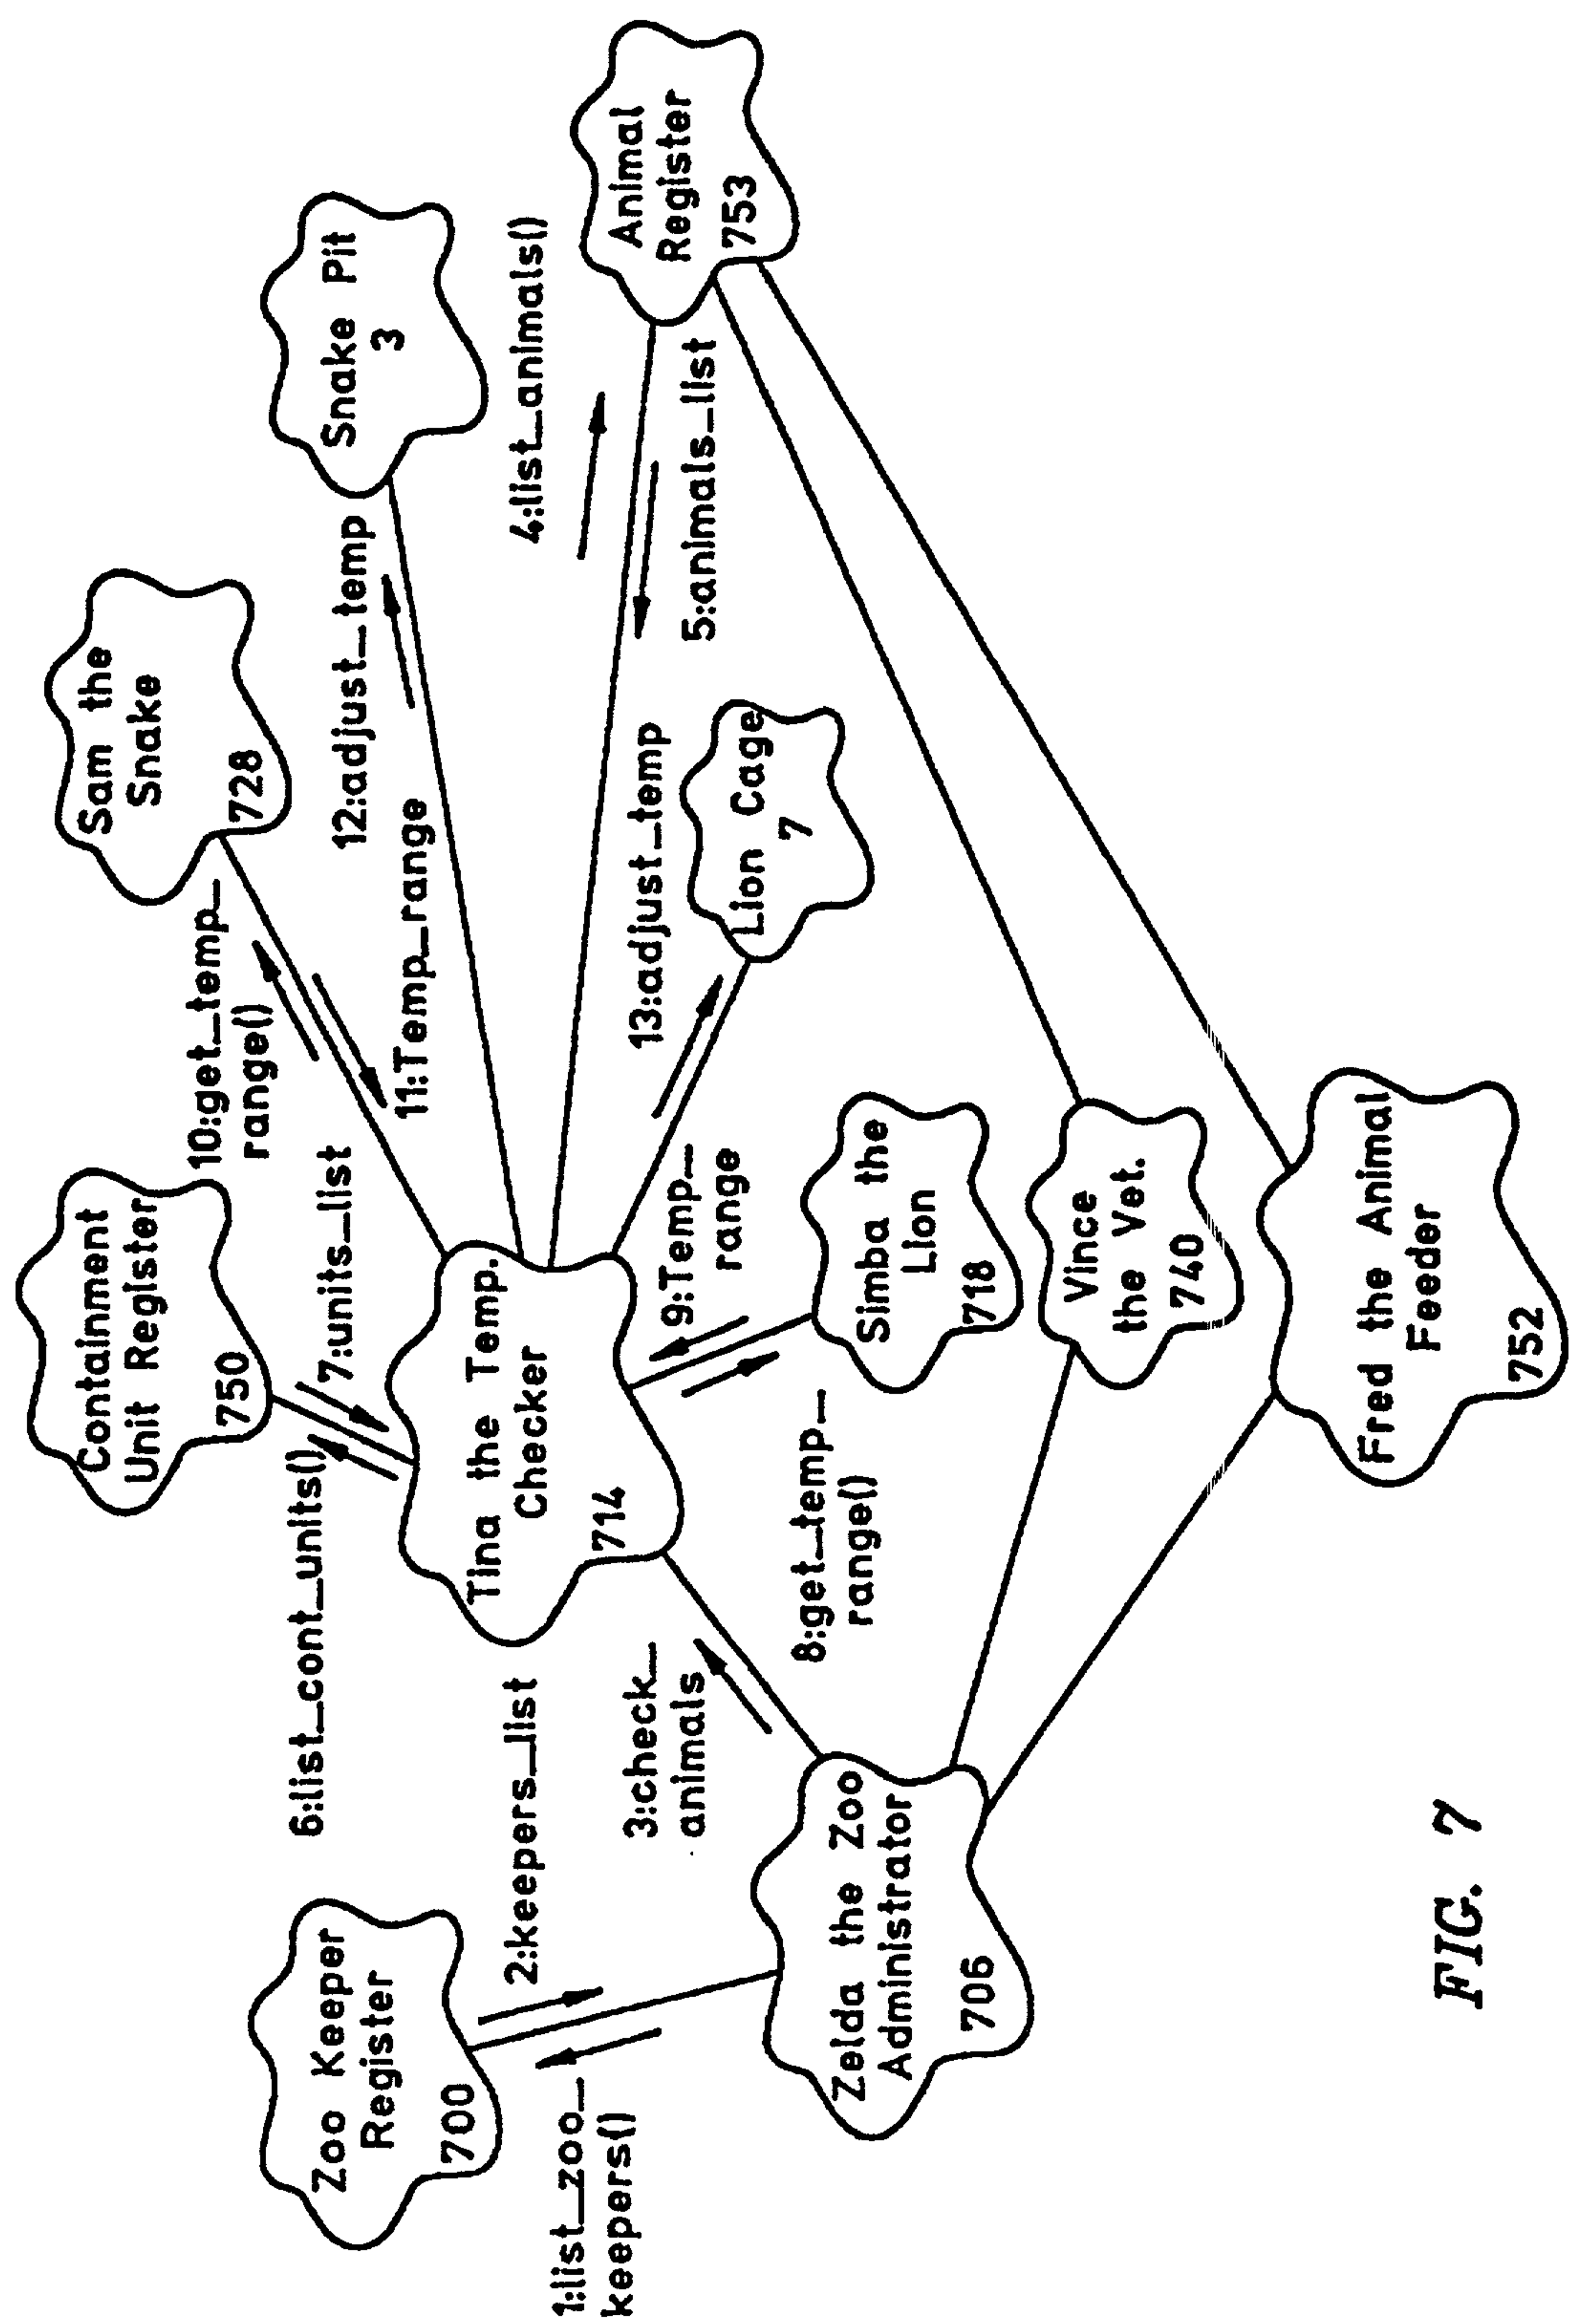 Containment
Unit Register
750
Sam the
Snake
728
Snake Pit
3
Animal
Register
753
Zoo Keeper
Register
700
1:list_zoo_
keepers()
2:keepers_list
6:list_cont_units()
7:units_list
10:get_temp_
range()
11:Temp_range
12:adjust_temp
4:list_animals()
5:animals_list
13:adjust_temp
Lion Cage
7
Tina the Temp.
Checker
714
3:check_
animals
8:get_temp_
range()
9:Temp_
range
Simba the
Lion
718
Vince
the Vet.
740
Zelda the Zoo
Administrator
706
Fred the Animal
Feeder
752
FIG. 7